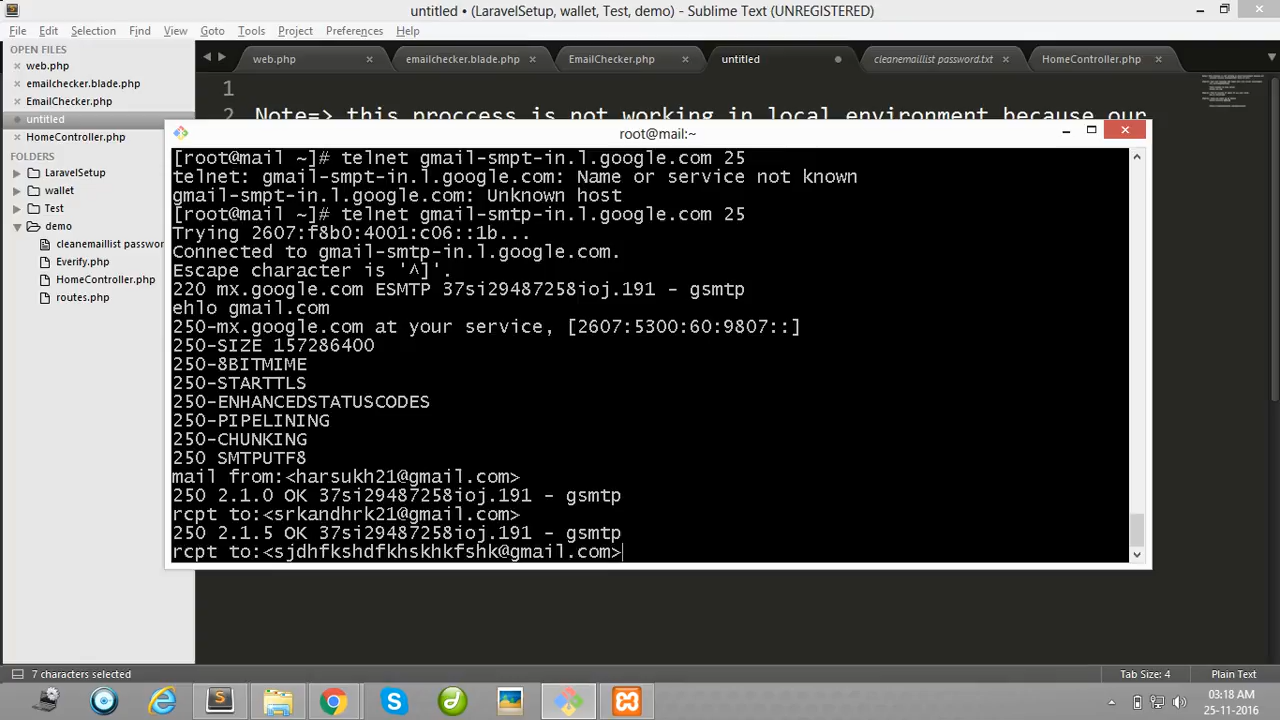 untitled • (LaravelSetup, wallet, Test, demo) - Sublime Text (UNREGISTERED)
File Edit Selection Find View Goto Tools Project Preferences Help
OPEN FILES
web.php
emailchecker.blade.php
EmailChecker.php
untitled
HomeController.php
FOLDERS
LaravelSetup
wallet
Test
demo
cleanemaillist passwor
Everify.php
HomeController.php
routes.php
web.php emailchecker.blade.php EmailChecker.php untitled cleanemaillist password.txt HomeController.php
1
2 Note=> this proccess is not working in local environment because our
root@mail:~
[root@mail ~]# telnet gmail-smpt-in.l.google.com 25
telnet: gmail-smpt-in.l.google.com: Name or service not known
gmail-smpt-in.l.google.com: Unknown host
[root@mail ~]# telnet gmail-smtp-in.l.google.com 25
Trying 2607:f8b0:4001:c06::1b...
Connected to gmail-smtp-in.l.google.com.
Escape character is '^]'.
220 mx.google.com ESMTP 37si29487258ioj.191 - gsmtp
ehlo gmail.com
250-mx.google.com at your service, [2607:5300:60:9807::]
250-SIZE 157286400
250-8BITMIME
250-STARTTLS
250-ENHANCEDSTATUSCODES
250-PIPELINING
250-CHUNKING
250 SMTPUTF8
mail from:<harsukh21@gmail.com>
250 2.1.0 OK 37si29487258ioj.191 - gsmtp
rcpt to:<srkandhrk21@gmail.com>
250 2.1.5 OK 37si29487258ioj.191 - gsmtp
rcpt to:<sjdhfkshdfkhskhkfshk@gmail.com>
7 characters selected
Tab Size: 4
Plain Text
03:18 AM
25-11-2016